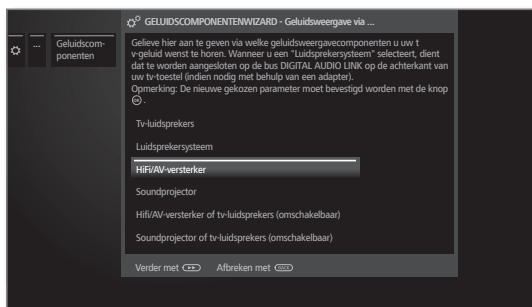 GELUIDSCOMPONENTENWIZARD - Geluidsweergave via ...
... Geluidscom-
ponenten
Gelieve hier aan te geven via welke geluidsweergavecomponenten u uw t
v-geluid wenst te horen. Wanneer u een "Luidsprekersysteem" selecteert, dient
dat te worden aangesloten op de bus DIGITAL AUDIO LINK op de achterkant van
uw tv-toestel (indien nodig met behulp van een adapter).
Opmerking: De nieuwe gekozen parameter moet bevestigd worden met de knop
OK .
Tv-luidsprekers
Luidsprekersysteem
HiFi/AV-versterker
Soundprojector
Hifi/AV-versterker of tv-luidsprekers (omschakelbaar)
Soundprojector of tv-luidsprekers (omschakelbaar)
Verder met Afbreken met BACK